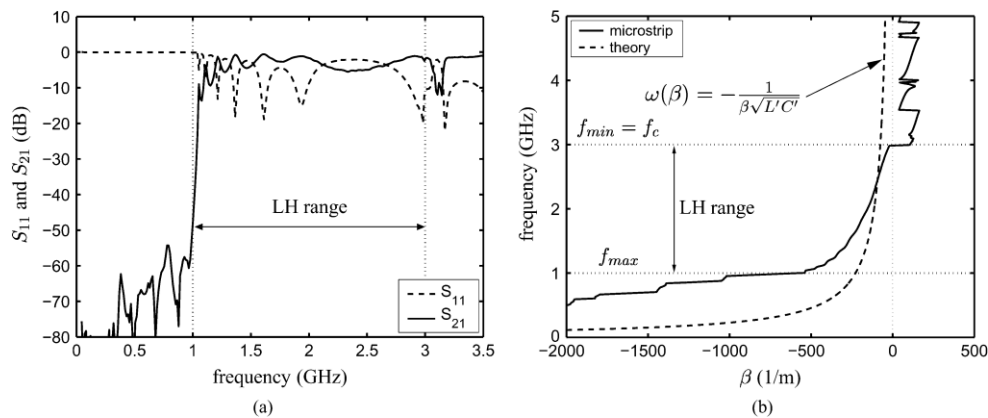 10
0
−10
−20
−30
−40
−50
−60
−70
−80
S11 and S21 (dB)
LH range
S11
S21
0
0.5
1
1.5
2
2.5
3
3.5
frequency (GHz)
(a)
5
4
3
2
1
0
frequency (GHz)
microstrip
theory
ω(β) = − 1 / β√L′C′
fmin = fc
LH range
fmax
−2000
−1500
−1000
−500
0
500
β (1/m)
(b)